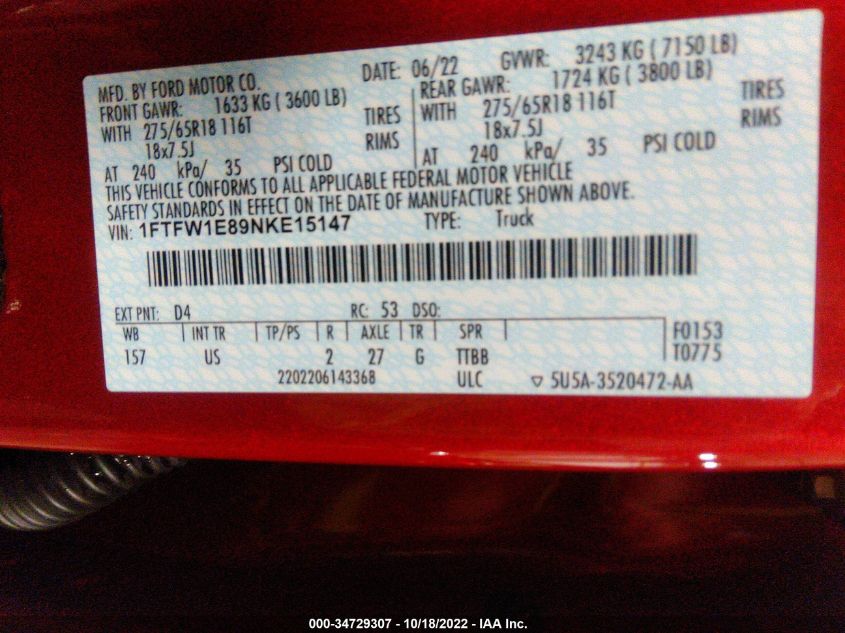 MFD. BY FORD MOTOR CO.
DATE: 06/22 GVWR: 3243 KG ( 7150 LB)
FRONT GAWR: 1633 KG ( 3600 LB)
WITH 275/65R18 116T TIRES
18x7.5J RIMS
AT 240 kPa/ 35 PSI COLD
REAR GAWR: 1724 KG ( 3800 LB)
WITH 275/65R18 116T TIRES
18x7.5J RIMS
AT 240 kPa/ 35 PSI COLD
THIS VEHICLE CONFORMS TO ALL APPLICABLE FEDERAL MOTOR VEHICLE
SAFETY STANDARDS IN EFFECT ON THE DATE OF MANUFACTURE SHOWN ABOVE.
VIN: 1FTFW1E89NKE15147 TYPE: Truck
EXT PNT: D4 RC: 53 DSO:
WB INT TR TP/PS R AXLE TR SPR F0153
157 US 2 27 G TTBB T0775
2202206143368 ULC ▽ 5U5A-3520472-AA
000-34729307 - 10/18/2022 - IAA Inc.